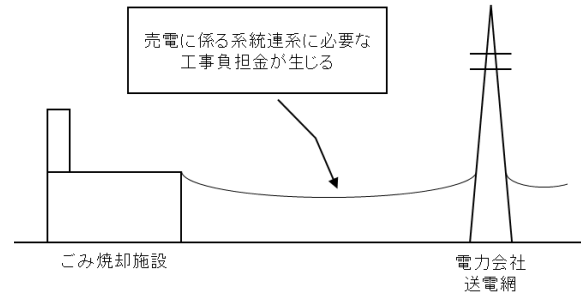 売電に係る系統連系に必要な
工事負担金が生じる
ごみ焼却施設
電力会社
送電網